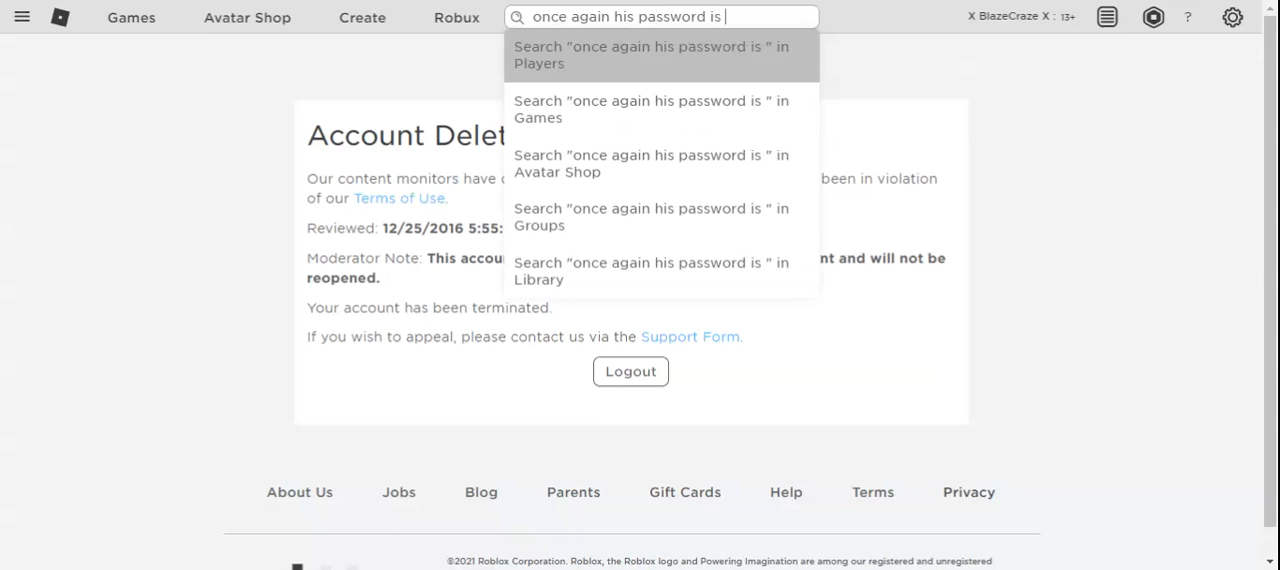 Games Avatar Shop Create Robux once again his password is X BlazeCraze X : 13+ ?
Search "once again his password is " in
Players
Search "once again his password is " in
Games
Search "once again his password is " in
Avatar Shop
Search "once again his password is " in
Groups
Search "once again his password is " in
Library
Account Delet
Our content monitors have been in violation
of our Terms of Use.
Reviewed: 12/25/2016 5:55:
Moderator Note: This accou nt and will not be
reopened.
Your account has been terminated.
If you wish to appeal, please contact us via the Support Form.
Logout
About Us Jobs Blog Parents Gift Cards Help Terms Privacy
©2021 Roblox Corporation. Roblox, the Roblox logo and Powering Imagination are among our registered and unregistered